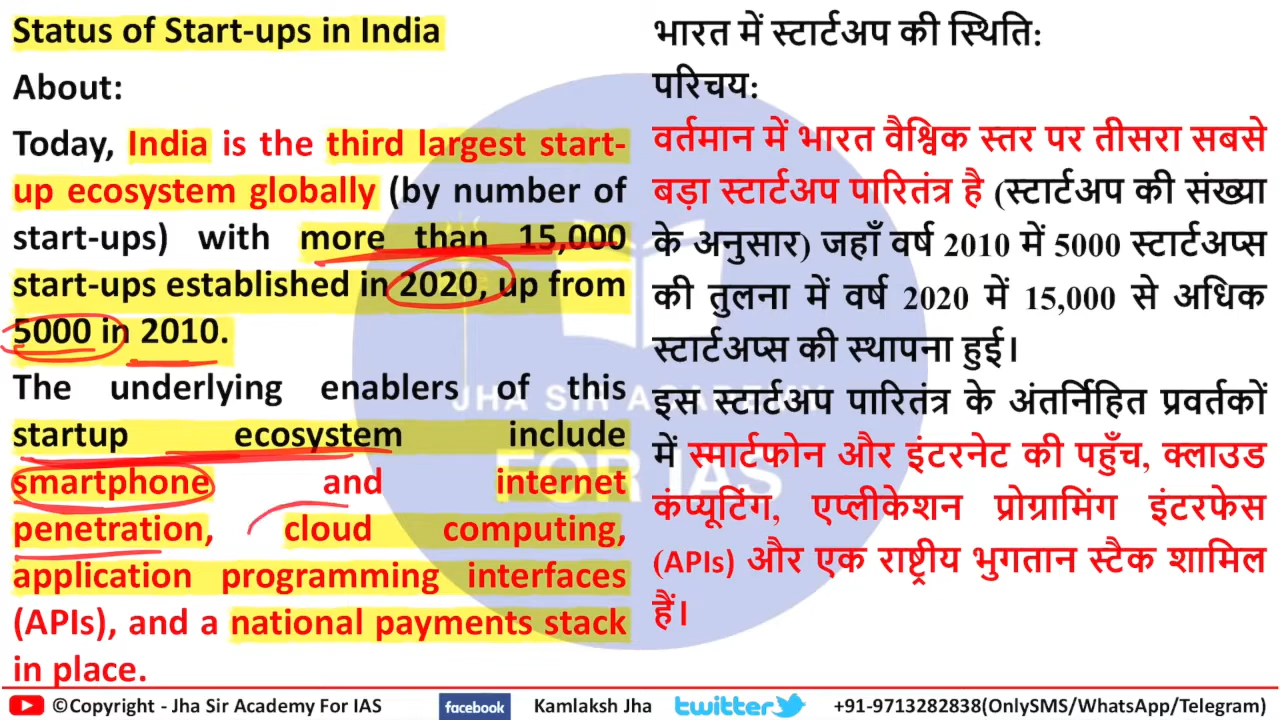 Status of Start-ups in India
About:
Today, India is the third largest start-
up ecosystem globally (by number of
start-ups) with more than 15,000
start-ups established in 2020, up from
5000 in 2010.
The underlying enablers of this
startup ecosystem include
smartphone and internet
penetration, cloud computing,
application programming interfaces
(APIs), and a national payments stack
in place.
भारत में स्टार्टअप की स्थिति:
परिचय:
वर्तमान में भारत वैश्विक स्तर पर तीसरा सबसे
बड़ा स्टार्टअप पारितंत्र है (स्टार्टअप की संख्या
के अनुसार) जहाँ वर्ष 2010 में 5000 स्टार्टअप्स
की तुलना में वर्ष 2020 में 15,000 से अधिक
स्टार्टअप्स की स्थापना हुई।
इस स्टार्टअप पारितंत्र के अंतर्निहित प्रवर्तकों
में स्मार्टफोन और इंटरनेट की पहुँच, क्लाउड
कंप्यूटिंग, एप्लीकेशन प्रोग्रामिंग इंटरफेस
(APIs) और एक राष्ट्रीय भुगतान स्टैक शामिल
हैं।
JHA SIR ACADEMY
FOR IAS
©Copyright - Jha Sir Academy For IAS facebook Kamlaksh Jha twitter +91-9713282838(OnlySMS/WhatsApp/Telegram)